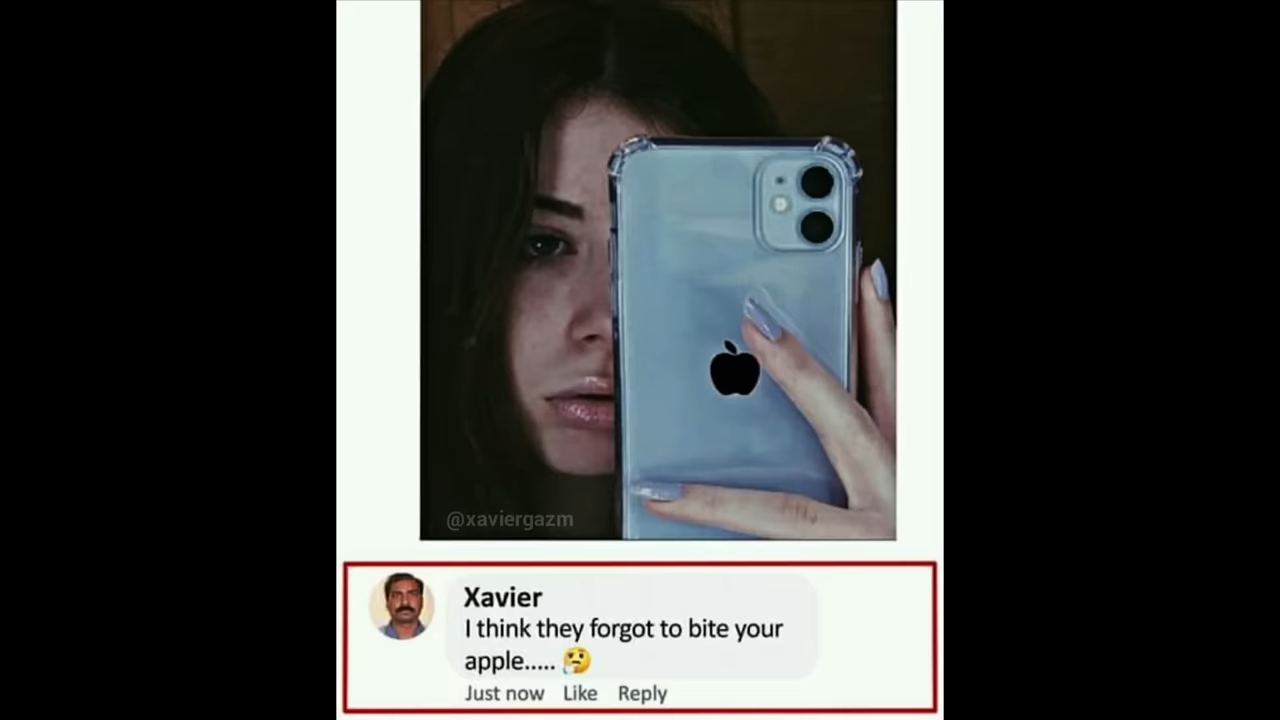 @xaviergazm
Xavier
I think they forgot to bite your
apple..... 🤔
Just now Like Reply